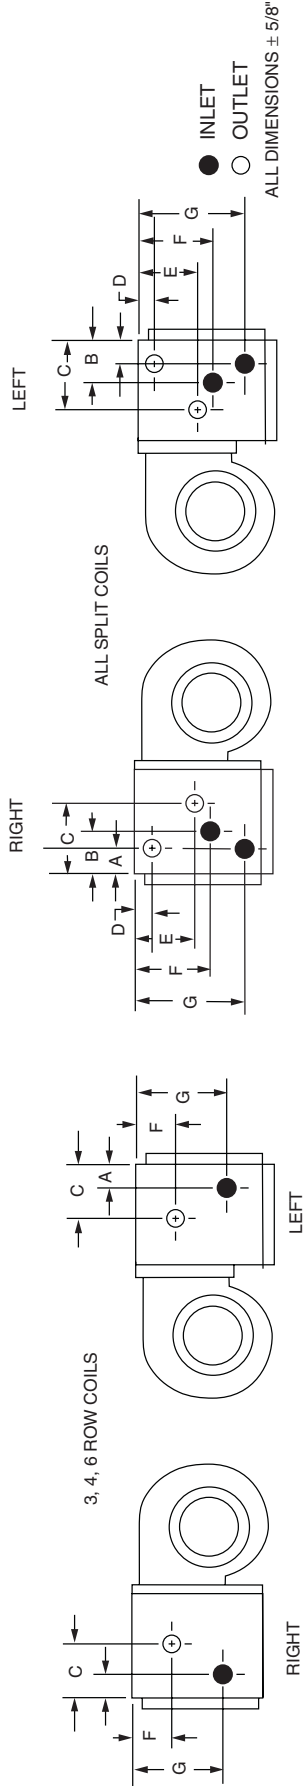 3, 4, 6 ROW COILS
RIGHT
C
F
G
LEFT
C
A
F
G
ALL SPLIT COILS
RIGHT
C
B
A
D
E
F
G
LEFT
C
B
D
E
F
G
INLET
OUTLET
ALL DIMENSIONS ± 5/8"